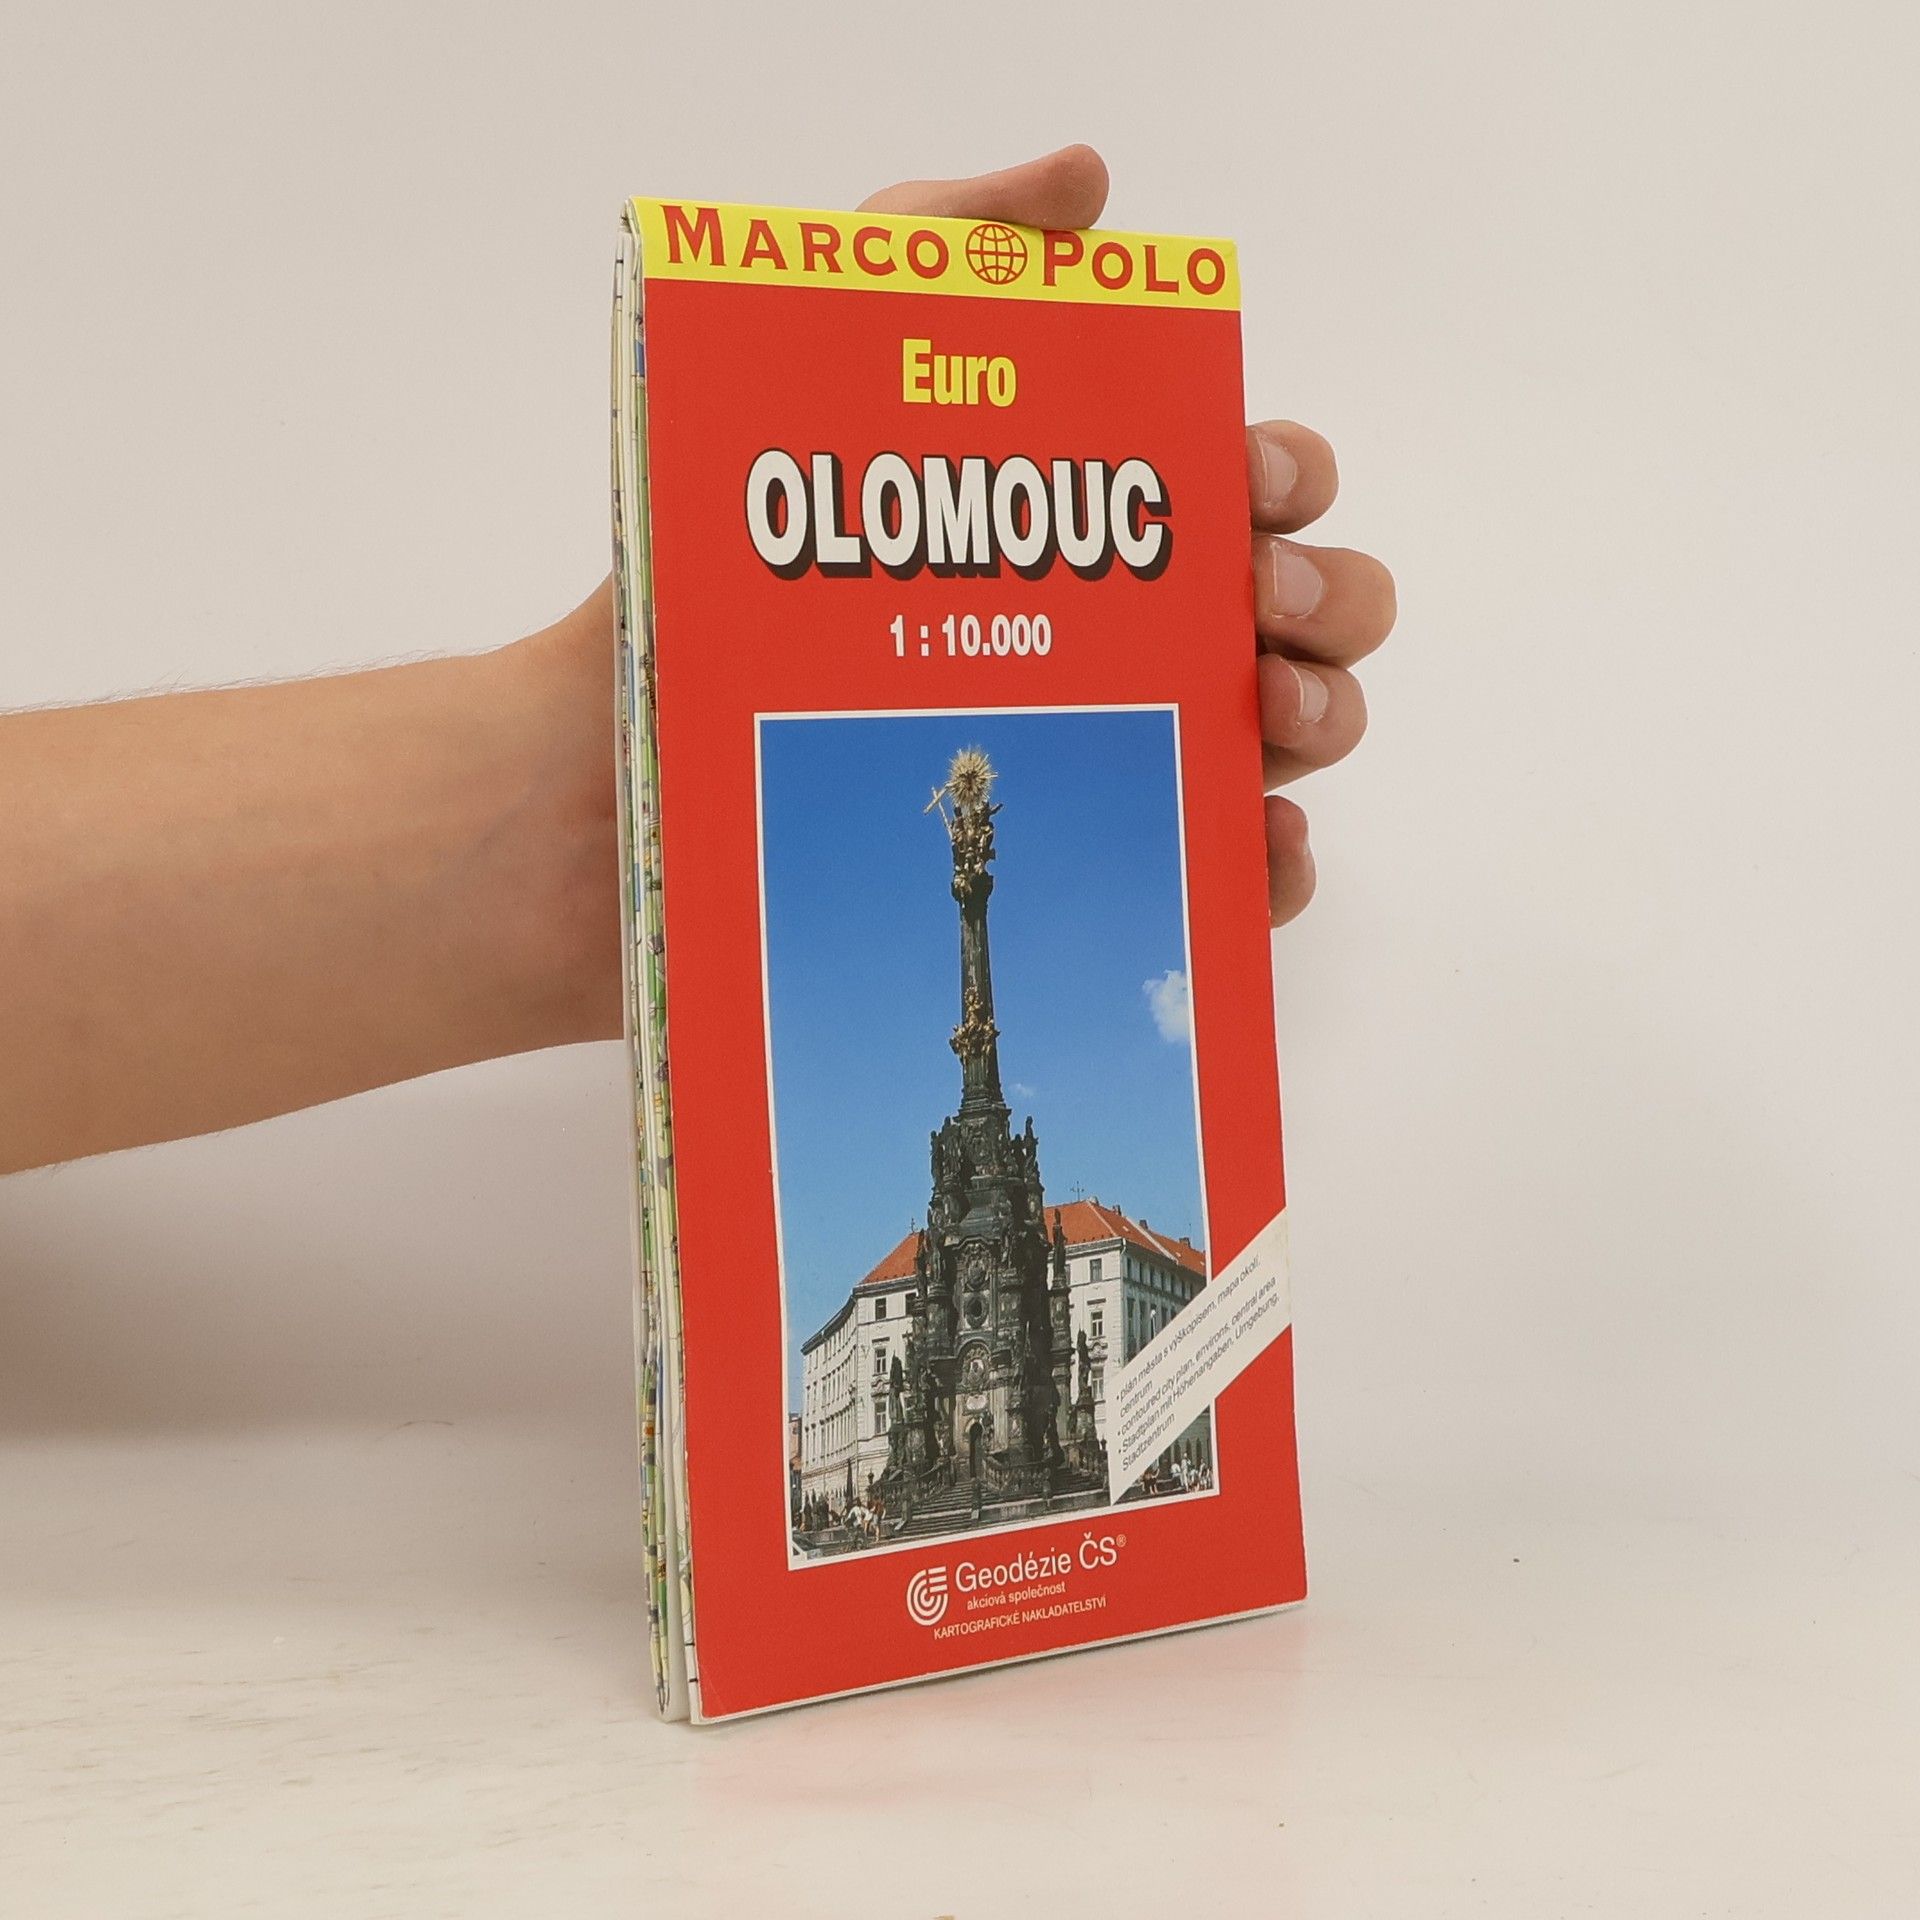 MARCO POLO
Euro
OLOMOUC
1 : 10.000
• plán města s výškopisem, mapa okolí,
centrum
• contoured city plan, environs, central area
• Stadtplan mit Höhenangaben, Umgebung,
Stadtzentrum
Geodézie ČS®
akciová společnost
KARTOGRAFICKÉ NAKLADATELSTVÍ